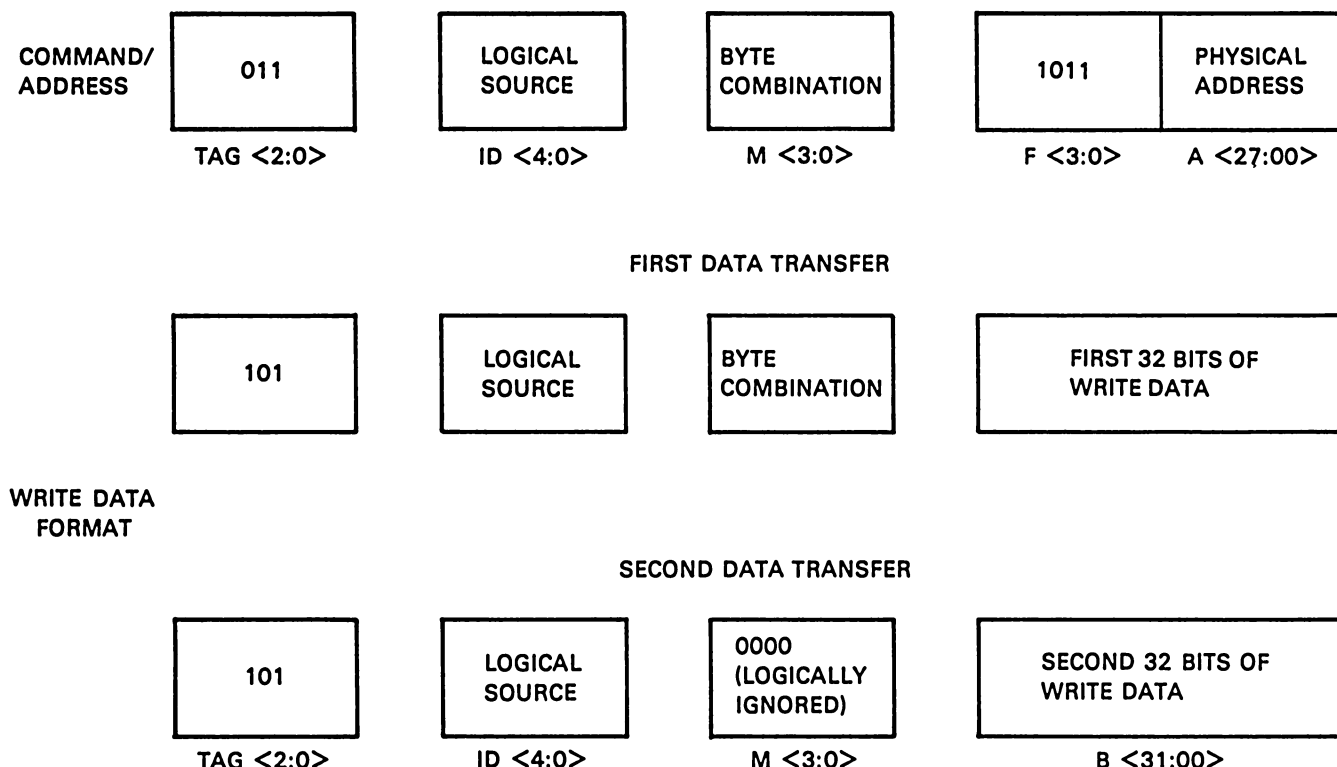 COMMAND/
ADDRESS
011
LOGICAL
SOURCE
BYTE
COMBINATION
1011
PHYSICAL
ADDRESS
TAG <2:0>
ID <4:0>
M <3:0>
F <3:0>
A <27:00>
FIRST DATA TRANSFER
101
LOGICAL
SOURCE
BYTE
COMBINATION
FIRST 32 BITS OF
WRITE DATA
WRITE DATA
FORMAT
SECOND DATA TRANSFER
101
LOGICAL
SOURCE
0000
(LOGICALLY
IGNORED)
SECOND 32 BITS OF
WRITE DATA
TAG <2:0>
ID <4:0>
M <3:0>
B <31:00>